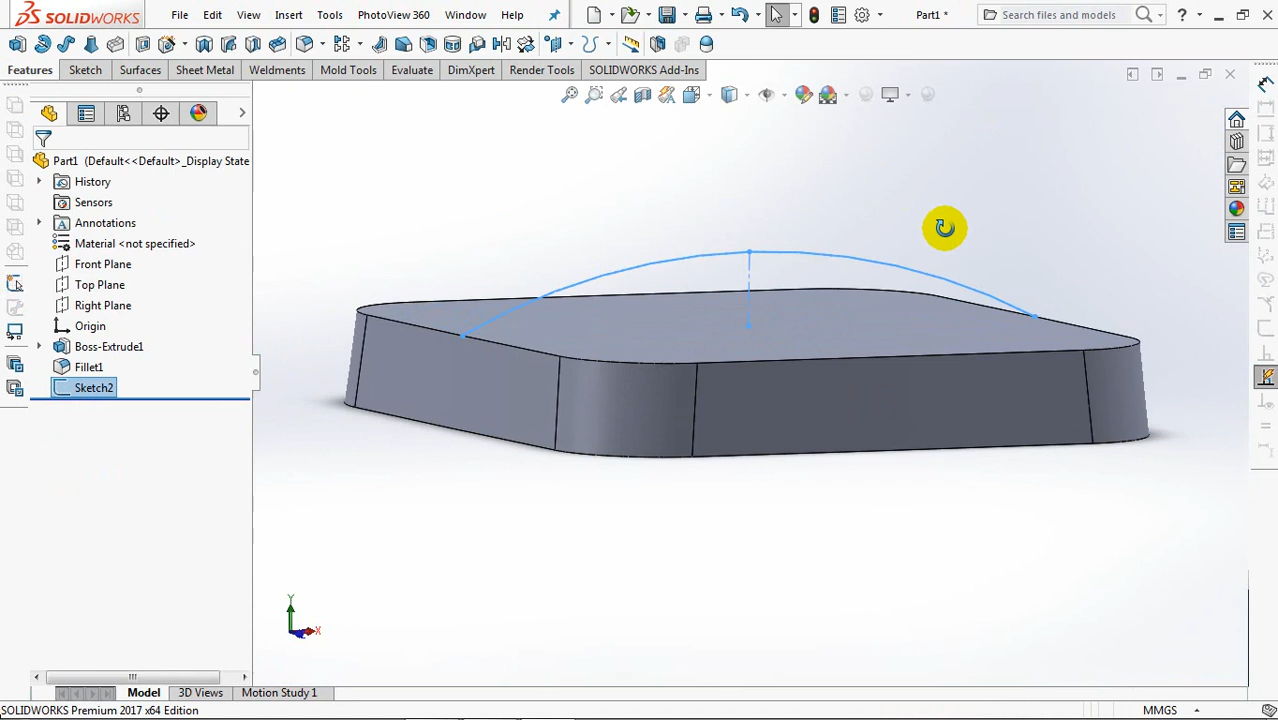 SOLIDWORKS
File Edit View Insert Tools PhotoView 360 Window Help
Part1 *
Search files and models
?
Features Sketch Surfaces Sheet Metal Weldments Mold Tools Evaluate DimXpert Render Tools SOLIDWORKS Add-Ins
Part1 (Default<<Default>_Display State
History
Sensors
Annotations
Material <not specified>
Front Plane
Top Plane
Right Plane
Origin
Boss-Extrude1
Fillet1
Sketch2
Y
X
Model 3D Views Motion Study 1
SOLIDWORKS Premium 2017 x64 Edition
MMGS